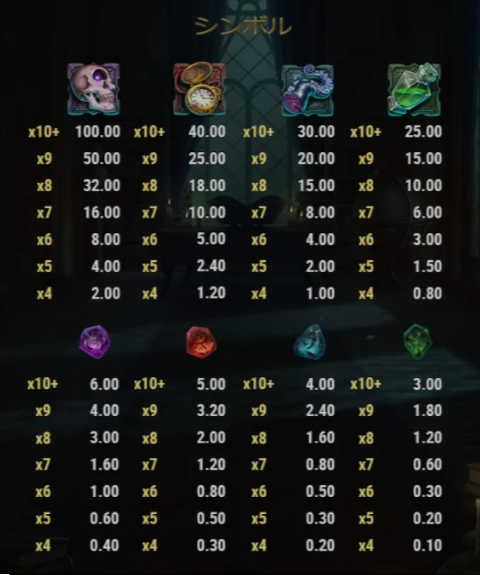 シンボル
x10+ 100.00 x10+ 40.00 x10+ 30.00 x10+ 25.00
x9 50.00 x9 25.00 x9 20.00 x9 15.00
x8 32.00 x8 18.00 x8 15.00 x8 10.00
x7 16.00 x7 10.00 x7 8.00 x7 6.00
x6 8.00 x6 5.00 x6 4.00 x6 3.00
x5 4.00 x5 2.40 x5 2.00 x5 1.50
x4 2.00 x4 1.20 x4 1.00 x4 0.80
x10+ 6.00 x10+ 5.00 x10+ 4.00 x10+ 3.00
x9 4.00 x9 3.20 x9 2.40 x9 1.80
x8 3.00 x8 2.00 x8 1.60 x8 1.20
x7 1.60 x7 1.20 x7 0.80 x7 0.60
x6 1.00 x6 0.80 x6 0.50 x6 0.30
x5 0.60 x5 0.50 x5 0.30 x5 0.20
x4 0.40 x4 0.30 x4 0.20 x4 0.10